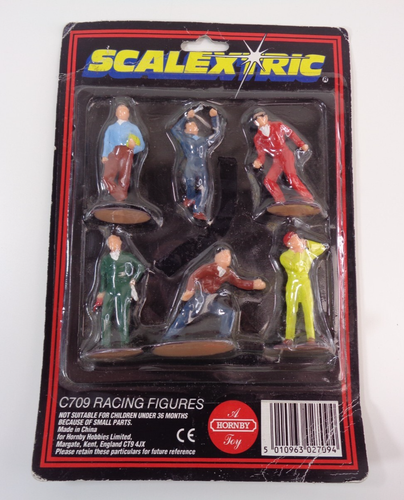 SCALEXTRIC
®
C709 RACING FIGURES
NOT SUITABLE FOR CHILDREN UNDER 36 MONTHS
BECAUSE OF SMALL PARTS.
Made in China
for Hornby Hobbies Limited.
Margate, Kent, England CT9 4JX
Please retain these particulars for future reference
CE
A
HORNBY
Toy
5 010963 027094